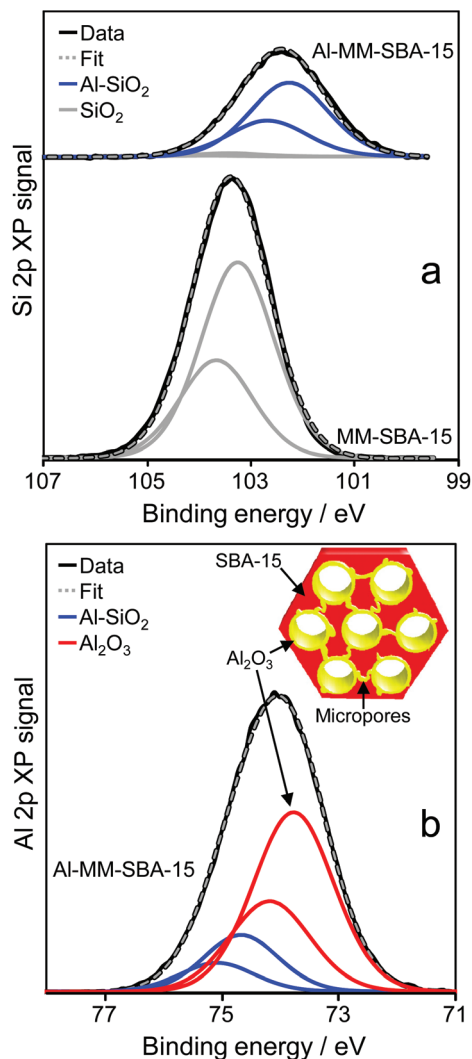 Data
Fit
Al-SiO₂
SiO₂
Al-MM-SBA-15
a
MM-SBA-15
Si 2p XP signal
107 105 103 101 99
Binding energy / eV
Data
Fit
Al-SiO₂
Al₂O₃
SBA-15
Al₂O₃
Micropores
b
Al-MM-SBA-15
Al 2p XP signal
77 75 73 71
Binding energy / eV